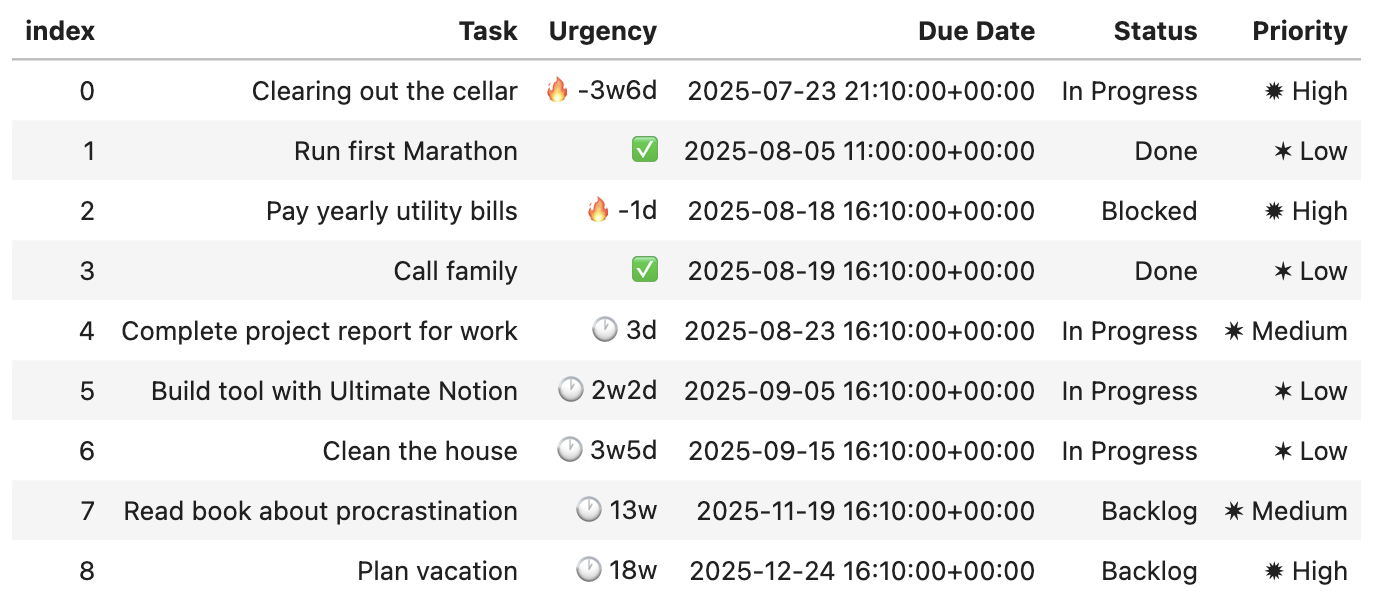 index Task Urgency Due Date Status Priority
0 Clearing out the cellar 🔥 -3w6d 2025-07-23 21:10:00+00:00 In Progress ✹ High
1 Run first Marathon ✅ 2025-08-05 11:00:00+00:00 Done ✶ Low
2 Pay yearly utility bills 🔥 -1d 2025-08-18 16:10:00+00:00 Blocked ✹ High
3 Call family ✅ 2025-08-19 16:10:00+00:00 Done ✶ Low
4 Complete project report for work 🕐 3d 2025-08-23 16:10:00+00:00 In Progress ✷ Medium
5 Build tool with Ultimate Notion 🕐 2w2d 2025-09-05 16:10:00+00:00 In Progress ✶ Low
6 Clean the house 🕐 3w5d 2025-09-15 16:10:00+00:00 In Progress ✶ Low
7 Read book about procrastination 🕐 13w 2025-11-19 16:10:00+00:00 Backlog ✷ Medium
8 Plan vacation 🕐 18w 2025-12-24 16:10:00+00:00 Backlog ✹ High